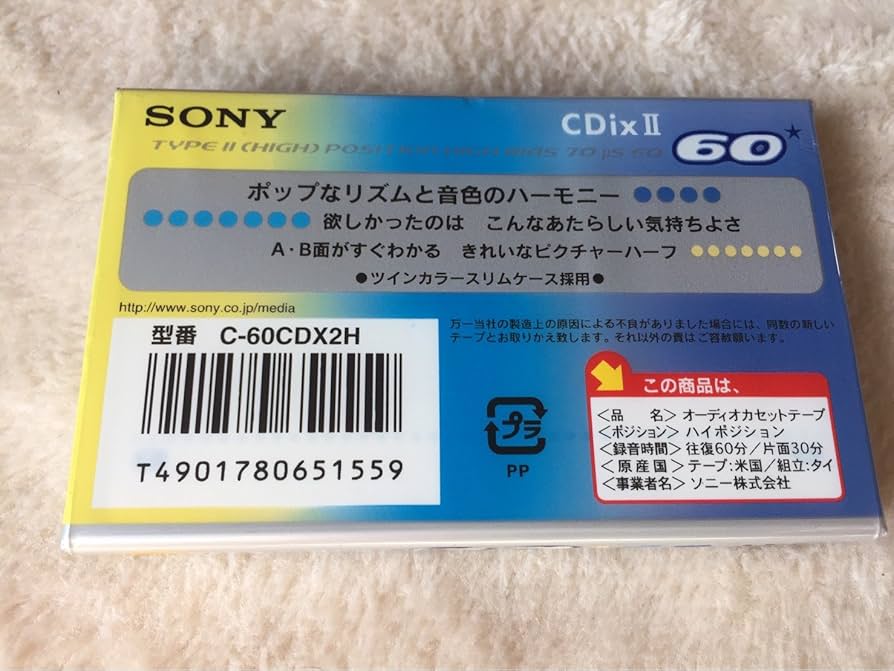 SONY
CDixⅡ
TYPE II (HIGH) POSITION HIGH BIAS 70 μS 60
60★
ポップなリズムと音色のハーモニー
欲しかったのは こんなあたらしい気持ちよさ
A・B面がすぐわかる きれいなピクチャーハーフ
●ツインカラースリムケース採用●
http://www.sony.co.jp/media
型番 C-60CDX2H
T4901780651559
万一当社の製造上の原因による不良がありました場合には、同数の新しい
テープとお取りかえ致します。それ以外の責はご容赦願います。
プラ
PP
この商品は、
<品 名> オーディオカセットテープ
<ポジション> ハイポジション
<録音時間> 往復60分/片面30分
<原産国> テープ:米国/組立:タイ
<事業者名> ソニー株式会社